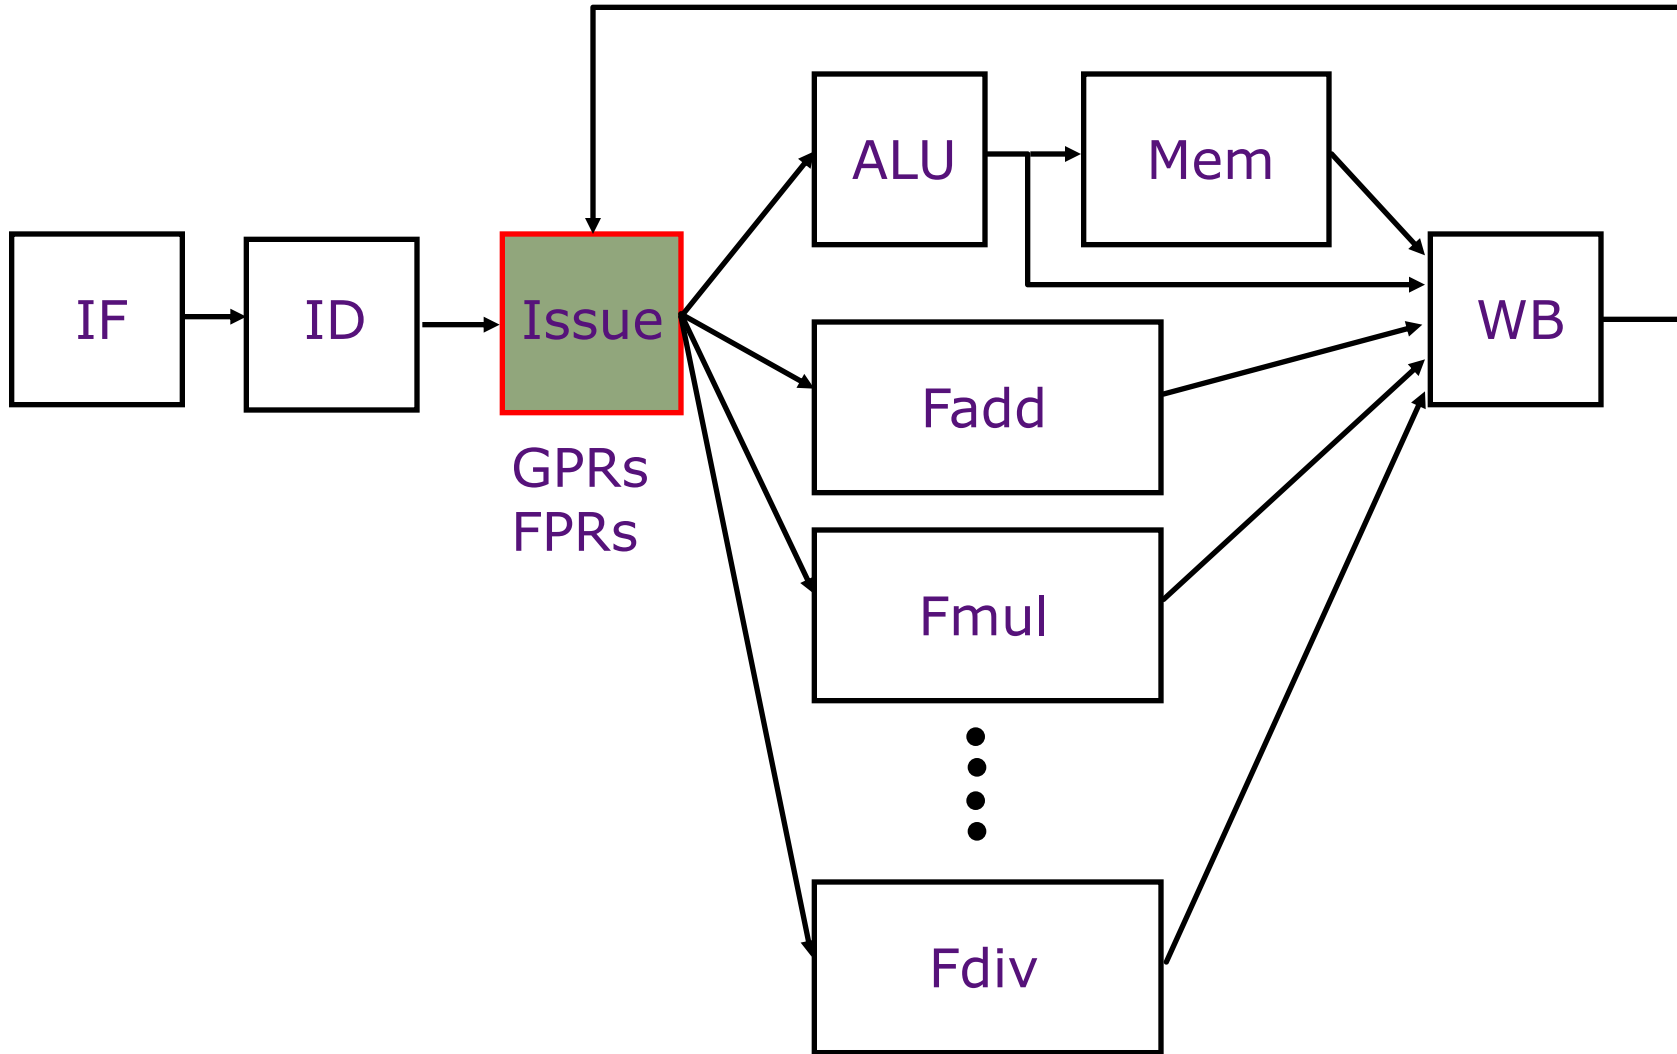 IF
ID
Issue
GPRs
FPRs
ALU
Mem
Fadd
Fmul
Fdiv
WB